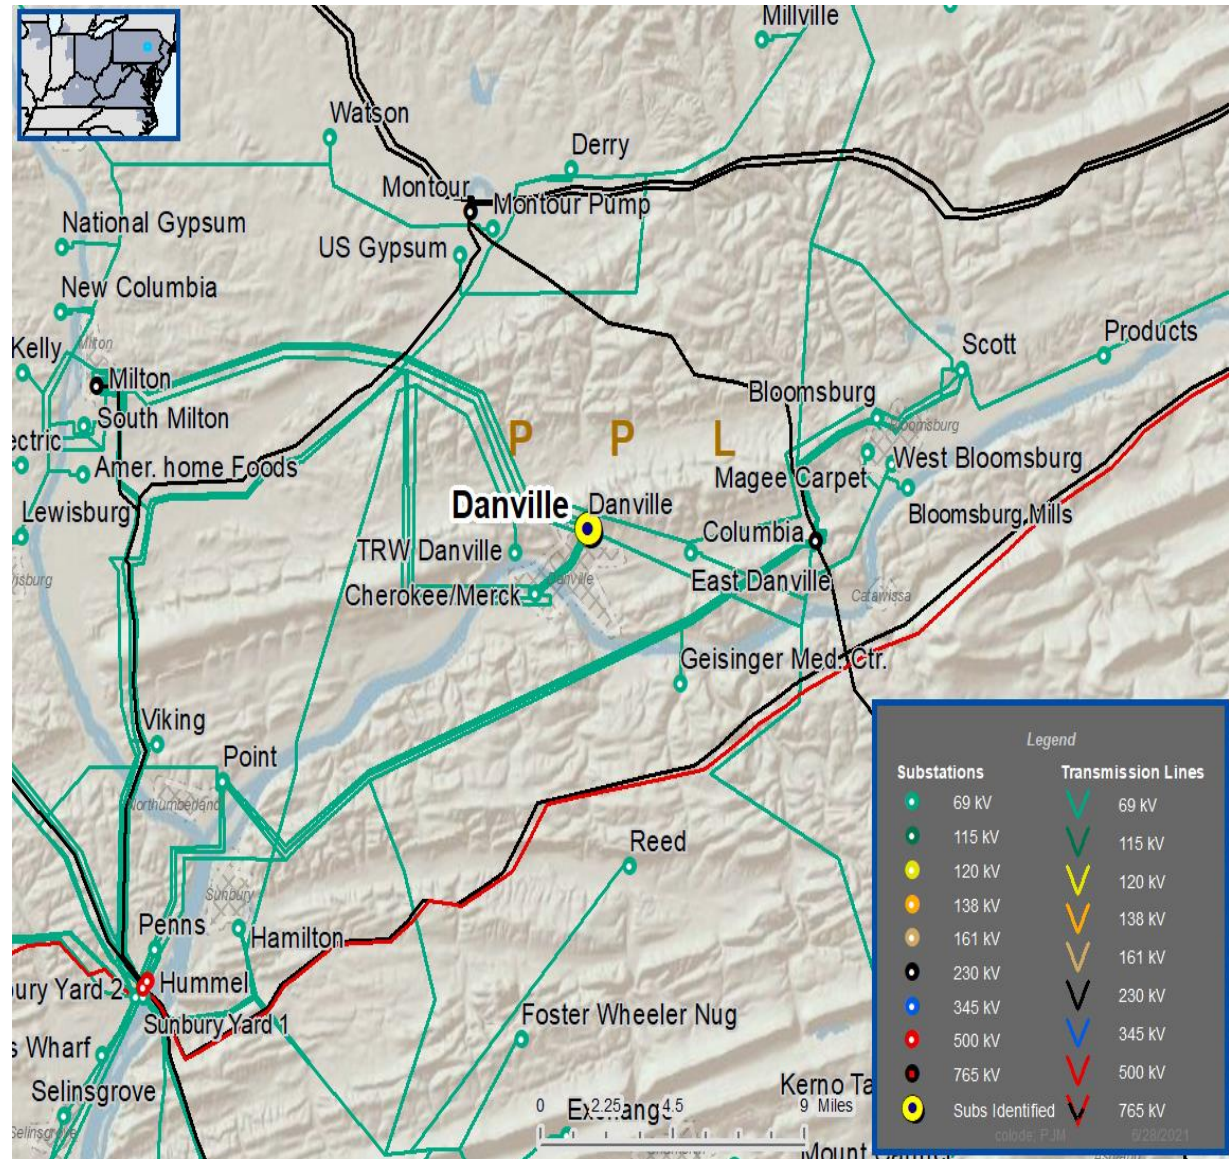 Millville
Watson
Derry
Montour
Montour Pump
National Gypsum
US Gypsum
New Columbia
Milton
Kelly
Products
Scott
Milton
Bloomsburg
South Milton
Bloomsburg
P P L
ectric
Amer. home Foods
West Bloomsburg
Magee Carpet
Lewisburg
Danville
Danville
Bloomsburg Mills
Columbia
TRW Danville
isburg
Danville
East Danville
Cherokee/Merck
Catawissa
Geisinger Med. Ctr.
Viking
Point
Northumberland
Reed
Sunbury
Penns
Hamilton
Hummel
bury Yard 2
Sunbury Yard 1
Foster Wheeler Nug
s Wharf
Selinsgrove
Selinsgrove
Kerno Ta
Exchange
0 2.25 4.5 9 Miles
Mount Carmel
Legend
Substations Transmission Lines
69 kV 69 kV
115 kV 115 kV
120 kV 120 kV
138 kV 138 kV
161 kV 161 kV
230 kV 230 kV
345 kV 345 kV
500 kV 500 kV
765 kV 765 kV
Subs Identified
colode; PJM 6/28/2021